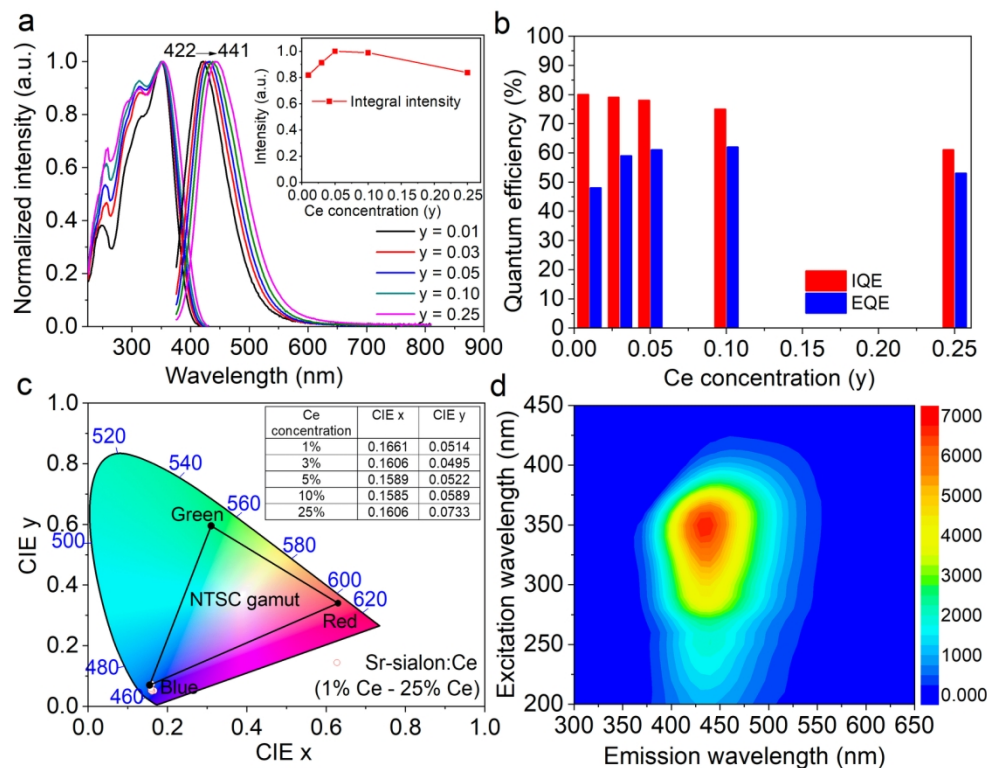 a
422→441
Normalized intensity (a.u.)
1.0
0.8
0.6
0.4
0.2
0.0
300 400 500 600 700 800 900
Wavelength (nm)
Intensity (a.u.)
1.0
0.8
0.6
0.4
0.2
0.0
Integral intensity
0.00 0.05 0.10 0.15 0.20 0.25
Ce concentration (y)
y = 0.01
y = 0.03
y = 0.05
y = 0.10
y = 0.25
b
Quantum efficiency (%)
100
90
80
70
60
50
40
30
20
10
0
IQE
EQE
0.00 0.05 0.10 0.15 0.20 0.25
Ce concentration (y)
c
CIE y
1.0
0.8
0.6
0.4
0.2
0.0
0.0 0.2 0.4 0.6 0.8 1.0
CIE x
520
540
560
580
600
620
500
480
460
Green
NTSC gamut
Red
Blue
Ce concentration CIE x CIE y
1% 0.1661 0.0514
3% 0.1606 0.0495
5% 0.1589 0.0522
10% 0.1585 0.0589
25% 0.1606 0.0733
Sr-sialon:Ce
(1% Ce - 25% Ce)
d
Excitation wavelength (nm)
450
400
350
300
250
200
300 350 400 450 500 550 600 650
Emission wavelength (nm)
7000
6000
5000
4000
3000
2000
1000
0.000